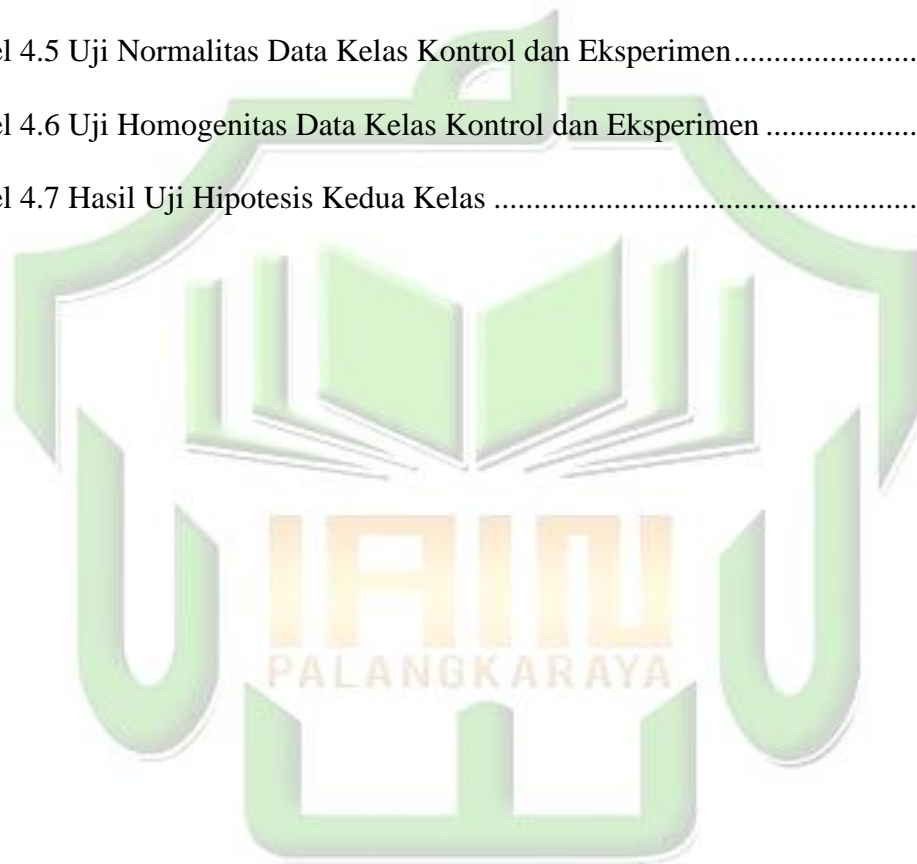 el 4.5 Uji Normalitas Data Kelas Kontrol dan Eksperimen.......................
el 4.6 Uji Homogenitas Data Kelas Kontrol dan Eksperimen ...................
el 4.7 Hasil Uji Hipotesis Kedua Kelas .....................................................
IAIN
PALANGKARAYA